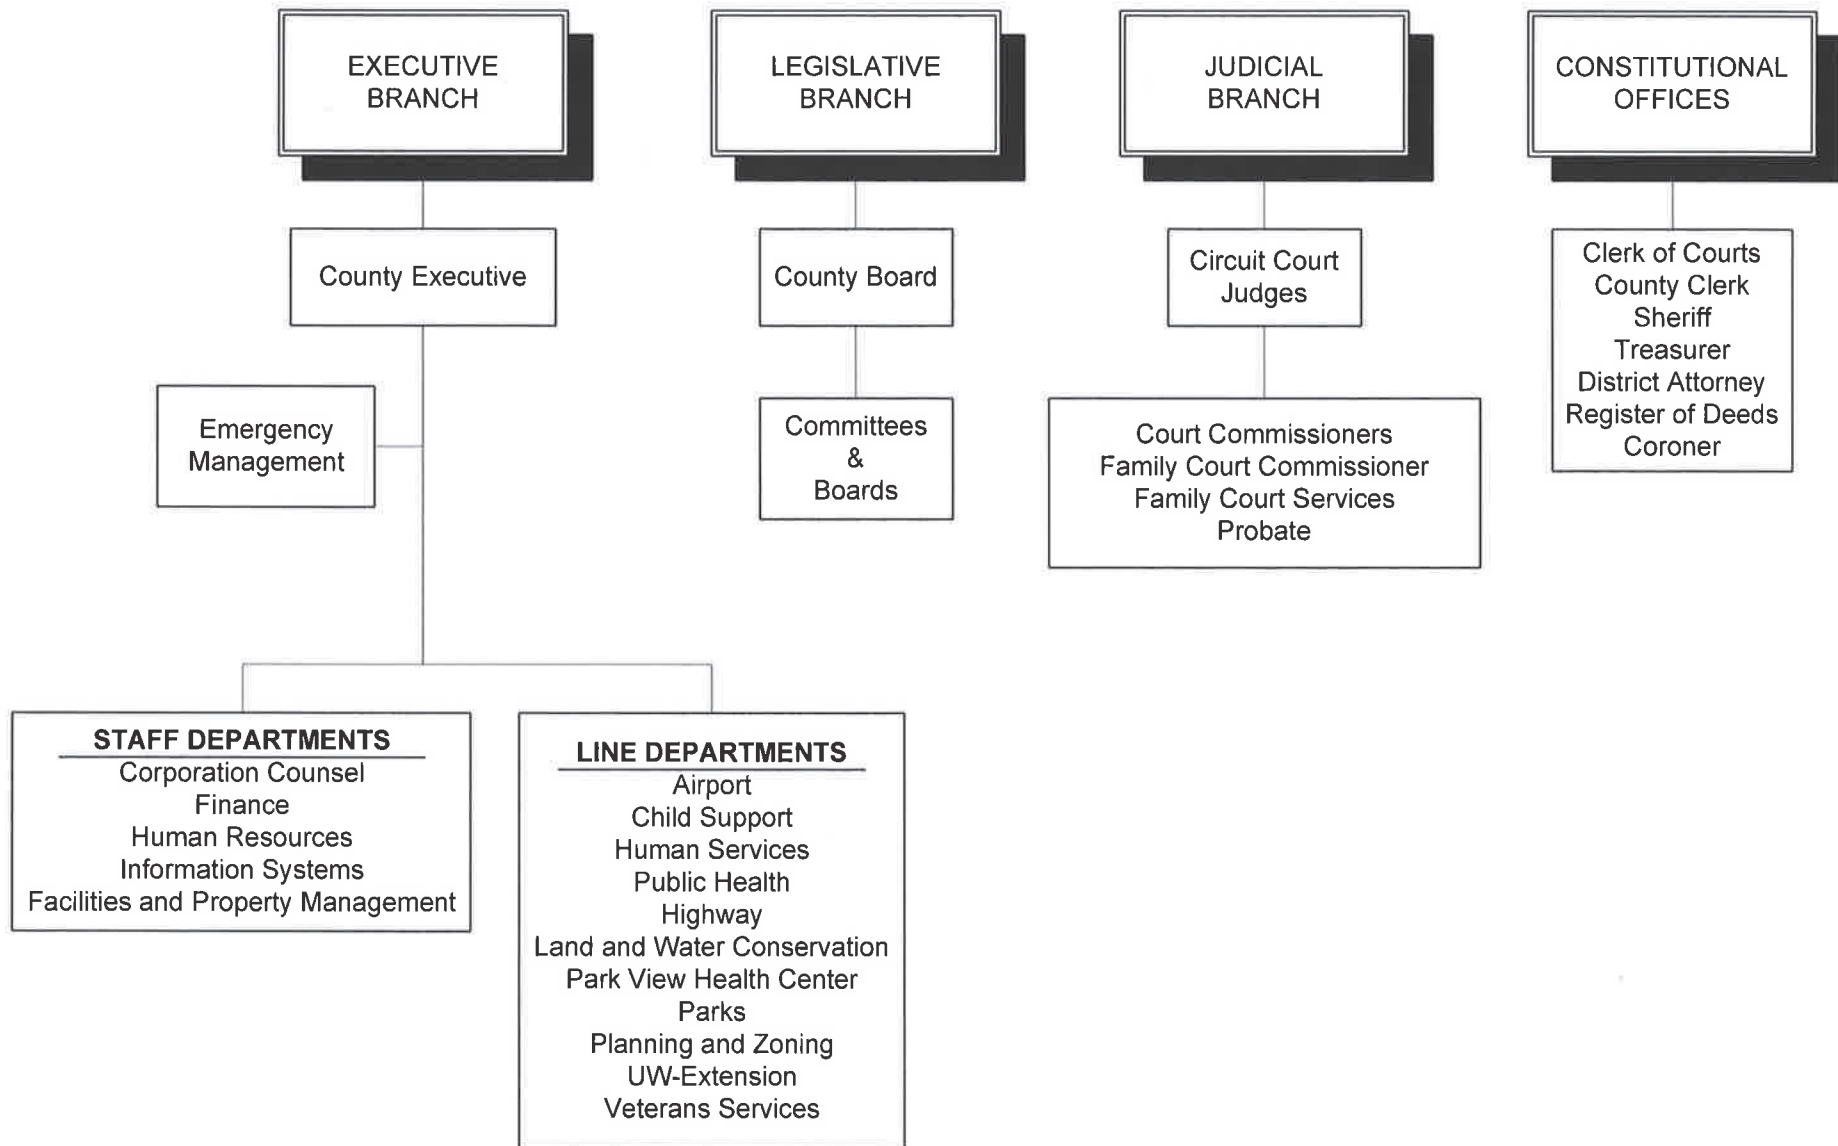 EXECUTIVE
BRANCH
LEGISLATIVE
BRANCH
JUDICIAL
BRANCH
CONSTITUTIONAL
OFFICES
County Executive
County Board
Circuit Court
Judges
Clerk of Courts
County Clerk
Sheriff
Treasurer
District Attorney
Register of Deeds
Coroner
Emergency
Management
Committees
&
Boards
Court Commissioners
Family Court Commissioner
Family Court Services
Probate
STAFF DEPARTMENTS
Corporation Counsel
Finance
Human Resources
Information Systems
Facilities and Property Management
LINE DEPARTMENTS
Airport
Child Support
Human Services
Public Health
Highway
Land and Water Conservation
Park View Health Center
Parks
Planning and Zoning
UW-Extension
Veterans Services